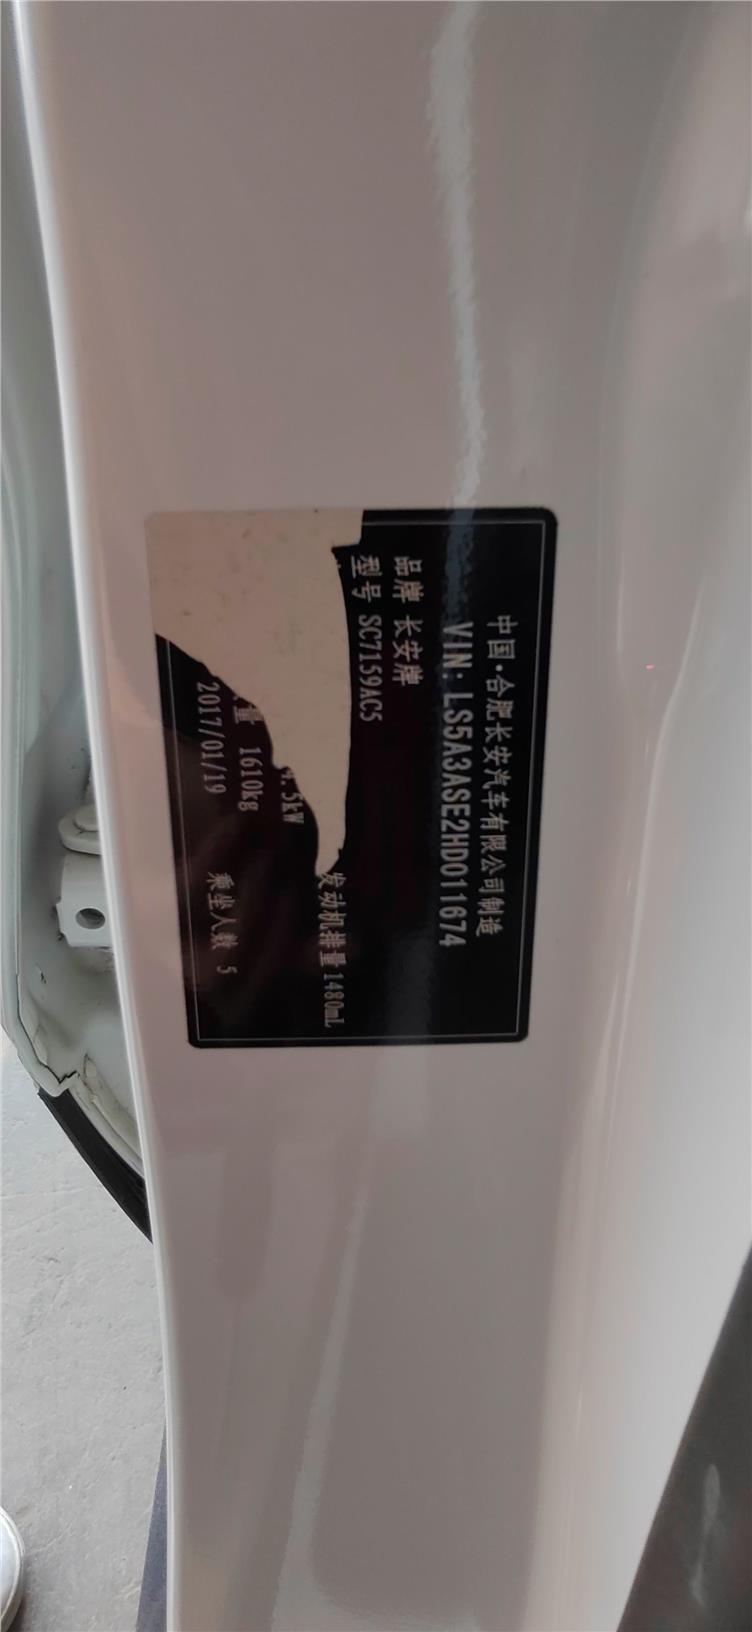 中国·合肥长安汽车有限公司制造
VIN:LS5A3ASE2HD011674
品牌 长安牌
型号 SC7159AC5
发动机排量 1480mL
4.5kW
量 1610kg
2017/01/19 乘坐人数 5